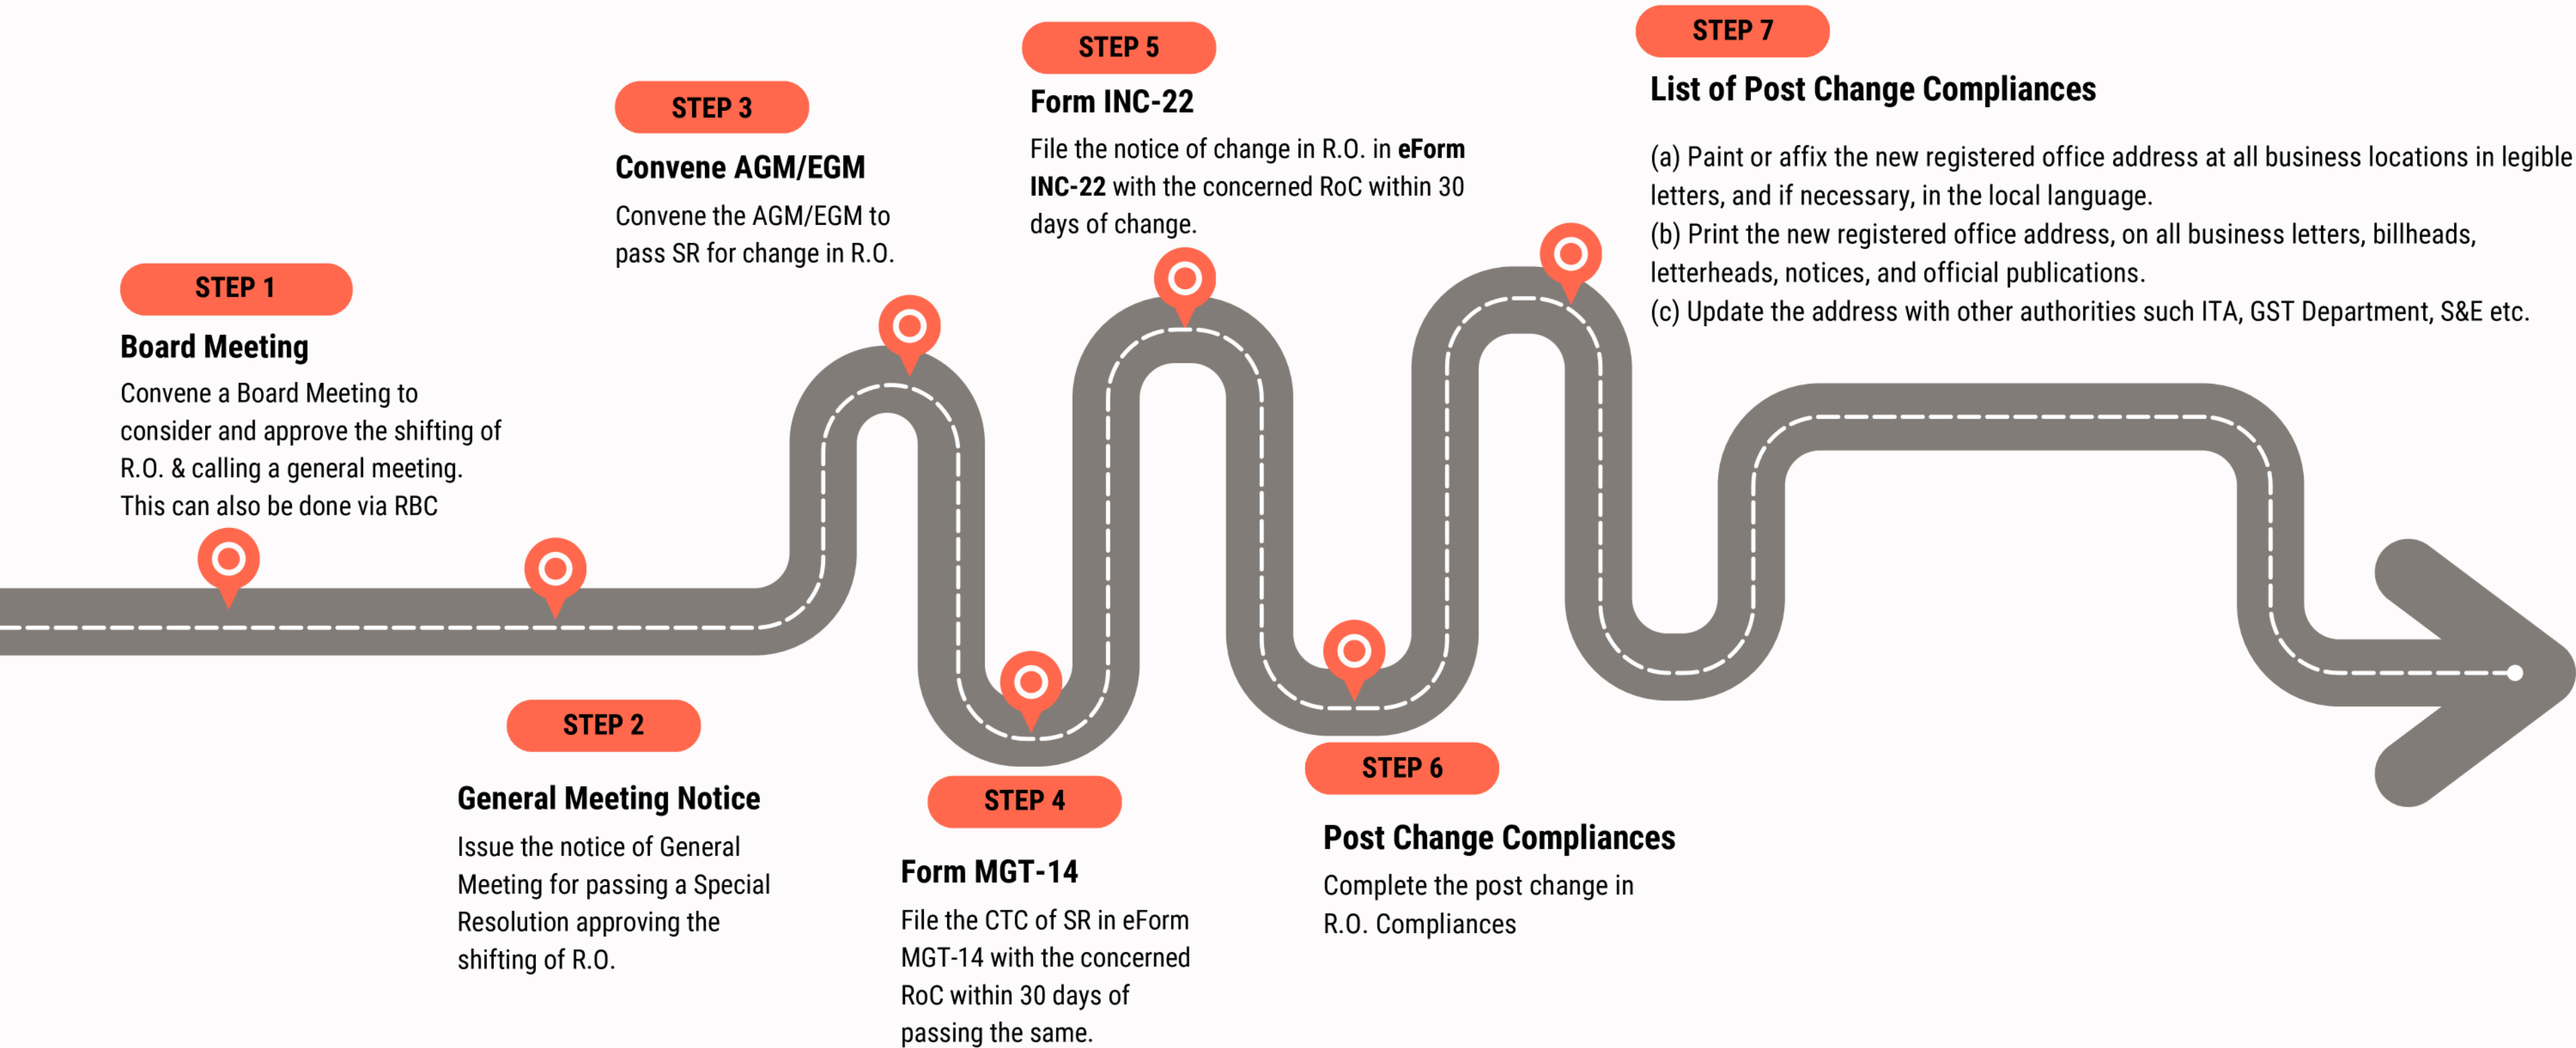 STEP 1
Board Meeting
Convene a Board Meeting to
consider and approve the shifting of
R.O. & calling a general meeting.
This can also be done via RBC
STEP 2
General Meeting Notice
Issue the notice of General
Meeting for passing a Special
Resolution approving the
shifting of R.O.
STEP 3
Convene AGM/EGM
Convene the AGM/EGM to
pass SR for change in R.O.
STEP 4
Form MGT-14
File the CTC of SR in eForm
MGT-14 with the concerned
RoC within 30 days of
passing the same.
STEP 5
Form INC-22
File the notice of change in R.O. in eForm
INC-22 with the concerned RoC within 30
days of change.
STEP 6
Post Change Compliances
Complete the post change in
R.O. Compliances
STEP 7
List of Post Change Compliances
(a) Paint or affix the new registered office address at all business locations in legible
letters, and if necessary, in the local language.
(b) Print the new registered office address, on all business letters, billheads,
letterheads, notices, and official publications.
(c) Update the address with other authorities such ITA, GST Department, S&E etc.